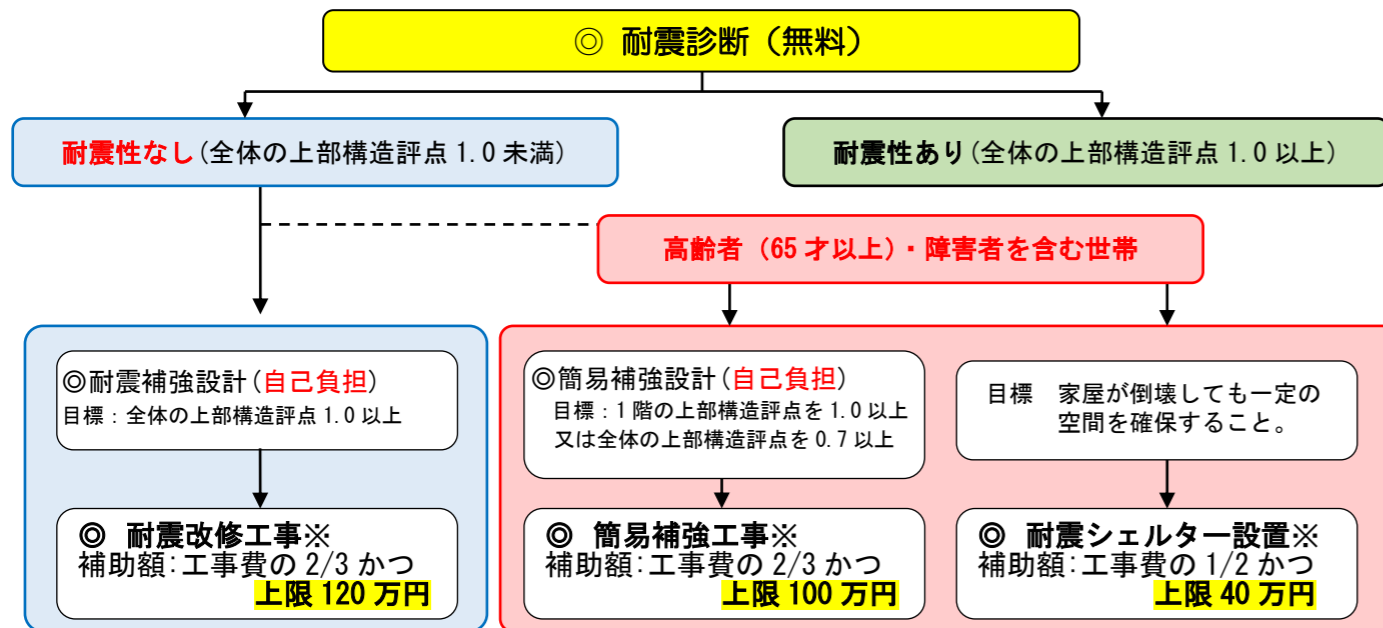 ◎ 耐震診断（無料）
耐震性なし(全体の上部構造評点 1.0 未満)
耐震性あり(全体の上部構造評点 1.0 以上)
高齢者（65 才以上)・障害者を含む世帯
◎耐震補強設計(自己負担)
目標：全体の上部構造評点 1.0 以上
◎ 耐震改修工事※
補助額：工事費の 2/3 かつ
上限 120 万円
◎簡易補強設計(自己負担)
目標：1 階の上部構造評点を 1.0 以上
又は全体の上部構造評点を 0.7 以上
◎ 簡易補強工事※
補助額：工事費の 2/3 かつ
上限 100 万円
目標　家屋が倒壊しても一定の
空間を確保すること。
◎ 耐震シェルター設置※
補助額：工事費の 1/2 かつ
上限 40 万円